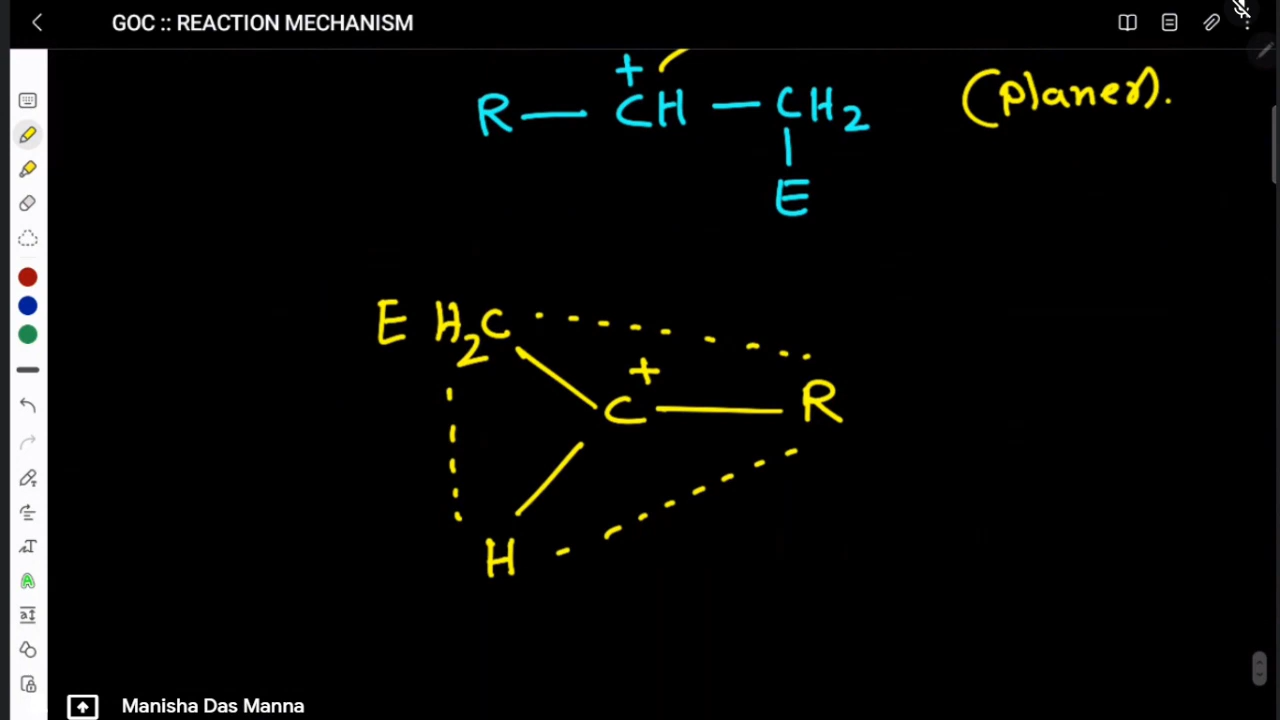 GOC :: REACTION MECHANISM
+
R — CH — CH2
E
(planer).
E H2C
+
C — R
H
Manisha Das Manna